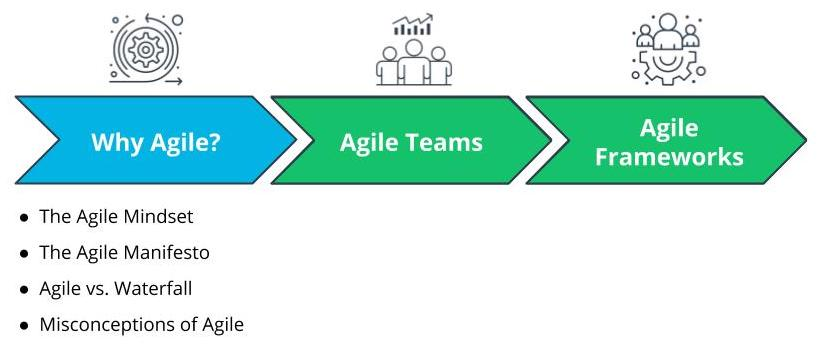 Why Agile?
Agile Teams
Agile
Frameworks
● The Agile Mindset
● The Agile Manifesto
● Agile vs. Waterfall
● Misconceptions of Agile